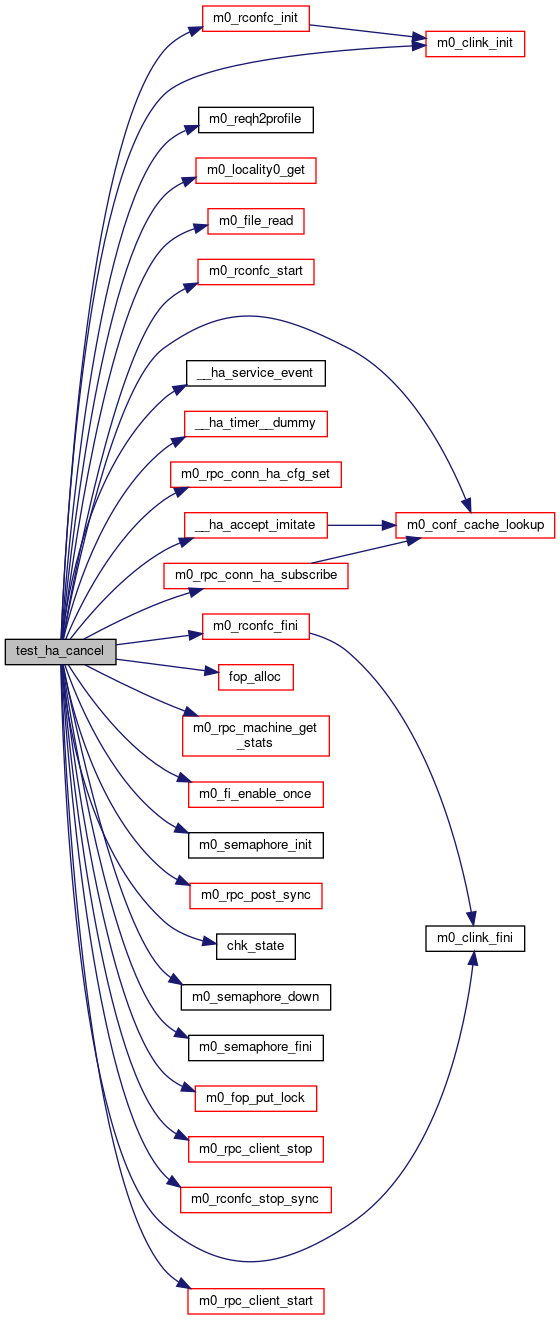 m0_rconfc_init
m0_clink_init
m0_reqh2profile
m0_locality0_get
m0_file_read
m0_rconfc_start
__ha_service_event
__ha_timer__dummy
m0_rpc_conn_ha_cfg_set
__ha_accept_imitate
m0_conf_cache_lookup
m0_rpc_conn_ha_subscribe
m0_rconfc_fini
test_ha_cancel
fop_alloc
m0_rpc_machine_get
_stats
m0_fi_enable_once
m0_semaphore_init
m0_rpc_post_sync
chk_state
m0_clink_fini
m0_semaphore_down
m0_semaphore_fini
m0_fop_put_lock
m0_rpc_client_stop
m0_rconfc_stop_sync
m0_rpc_client_start